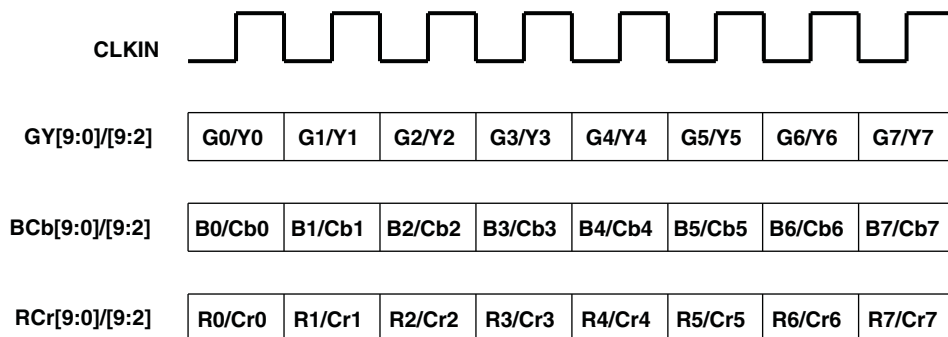 CLKIN
GY[9:0]/[9:2] G0/Y0 G1/Y1 G2/Y2 G3/Y3 G4/Y4 G5/Y5 G6/Y6 G7/Y7
BCb[9:0]/[9:2] B0/Cb0 B1/Cb1 B2/Cb2 B3/Cb3 B4/Cb4 B5/Cb5 B6/Cb6 B7/Cb7
RCr[9:0]/[9:2] R0/Cr0 R1/Cr1 R2/Cr2 R3/Cr3 R4/Cr4 R5/Cr5 R6/Cr6 R7/Cr7